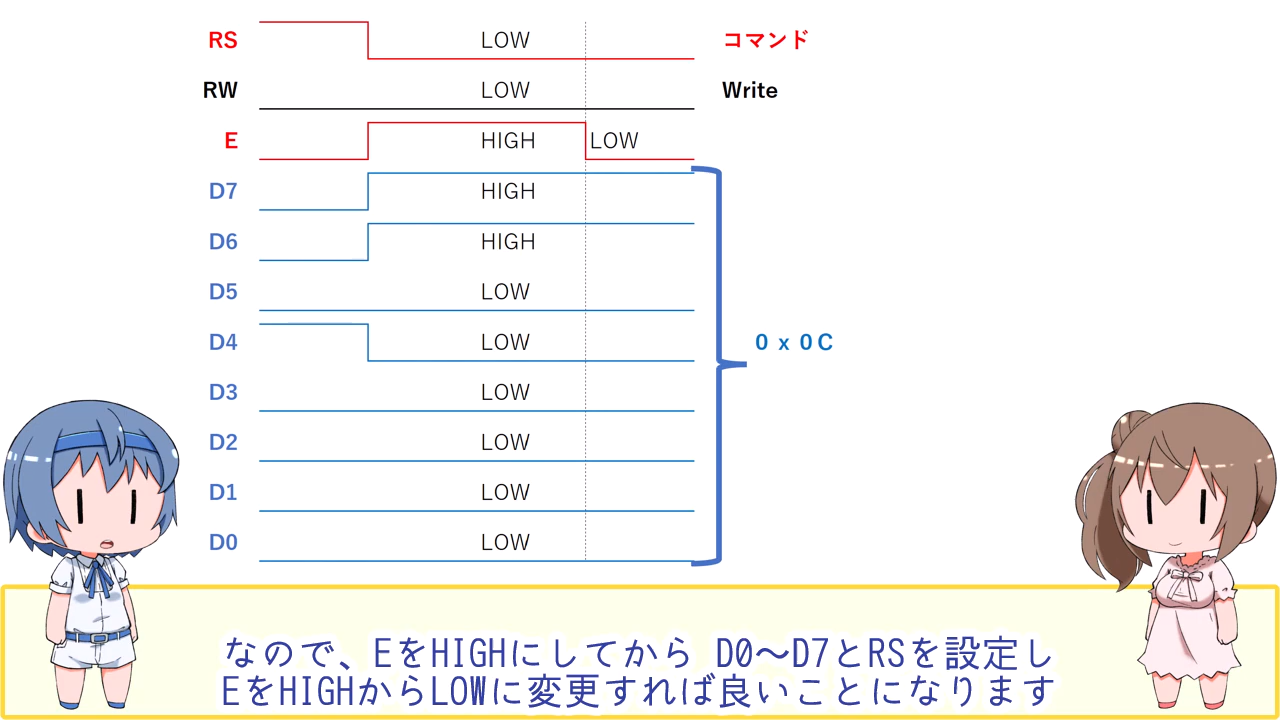 RS LOW コマンド
RW LOW Write
E HIGH LOW
D7 HIGH
D6 HIGH
D5 LOW
D4 LOW 0x0C
D3 LOW
D2 LOW
D1 LOW
D0 LOW
なので、EをHIGHにしてから D0～D7とRSを設定し
EをHIGHからLOWに変更すれば良いことになります